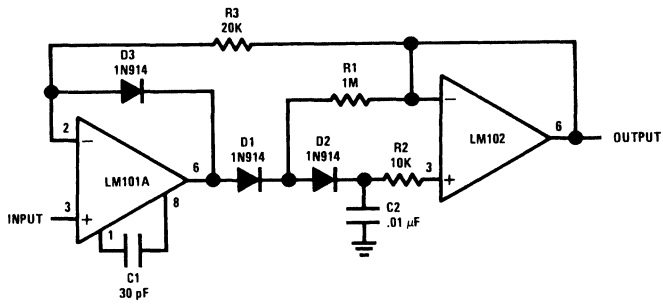 R3
20K
D3
1N914
R1
1M
2
−
LM101A
6
8
INPUT
3
+
1
C1
30 pF
D1
1N914
D2
1N914
R2
10K
C2
.01 μF
−
LM102
3
+
6
OUTPUT